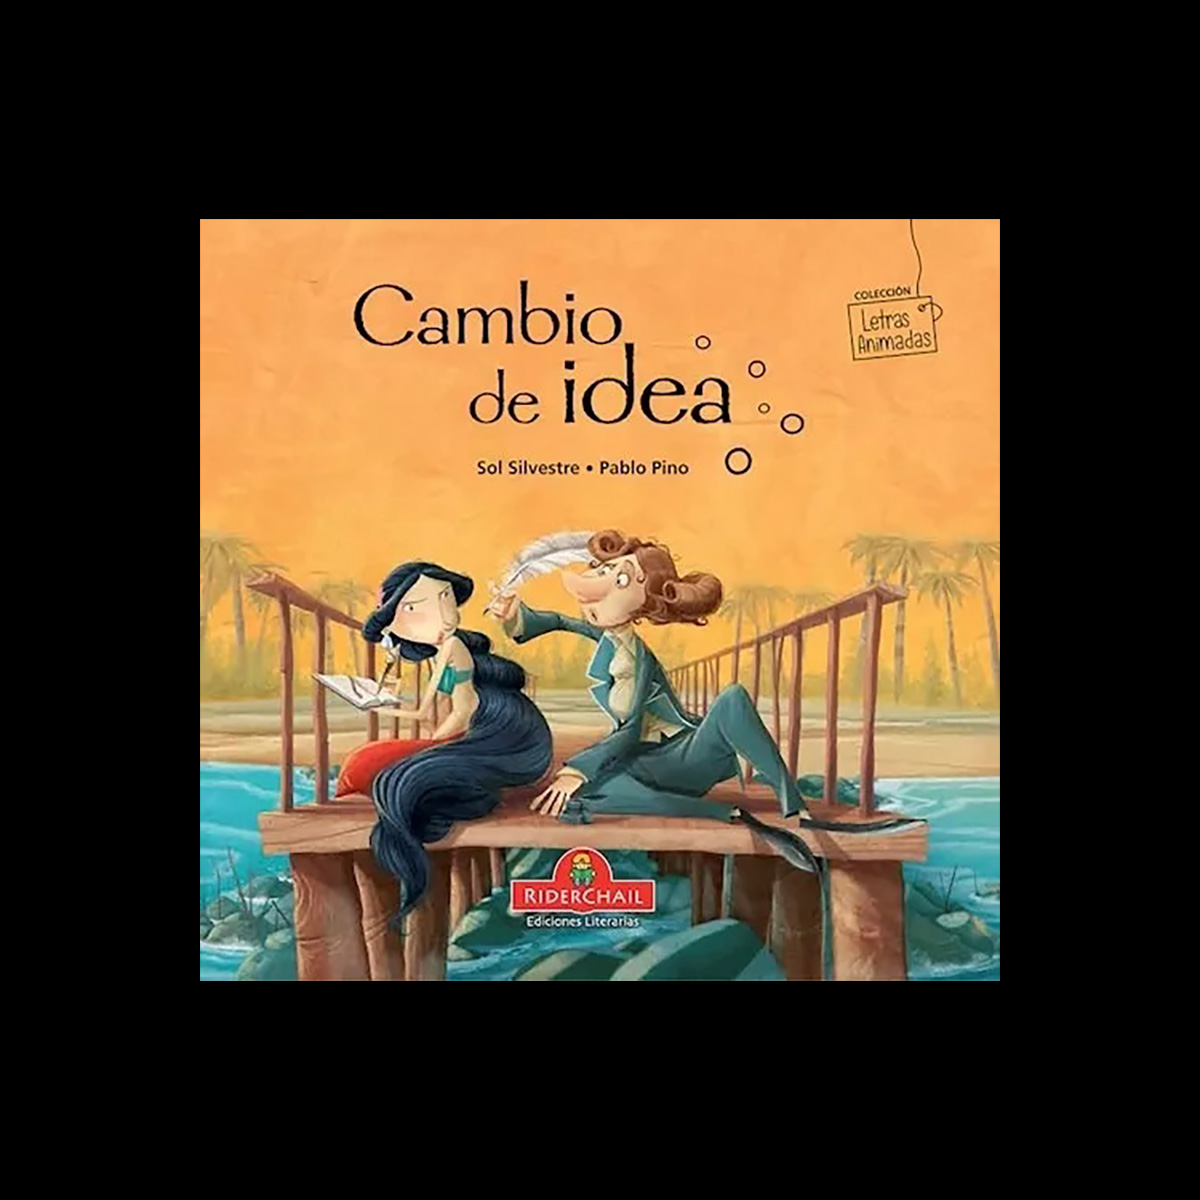 Cambio
de idea
COLECCIÓN
Letras
Animadas
Sol Silvestre • Pablo Pino
RIDERCHAIL
Ediciones Literarias